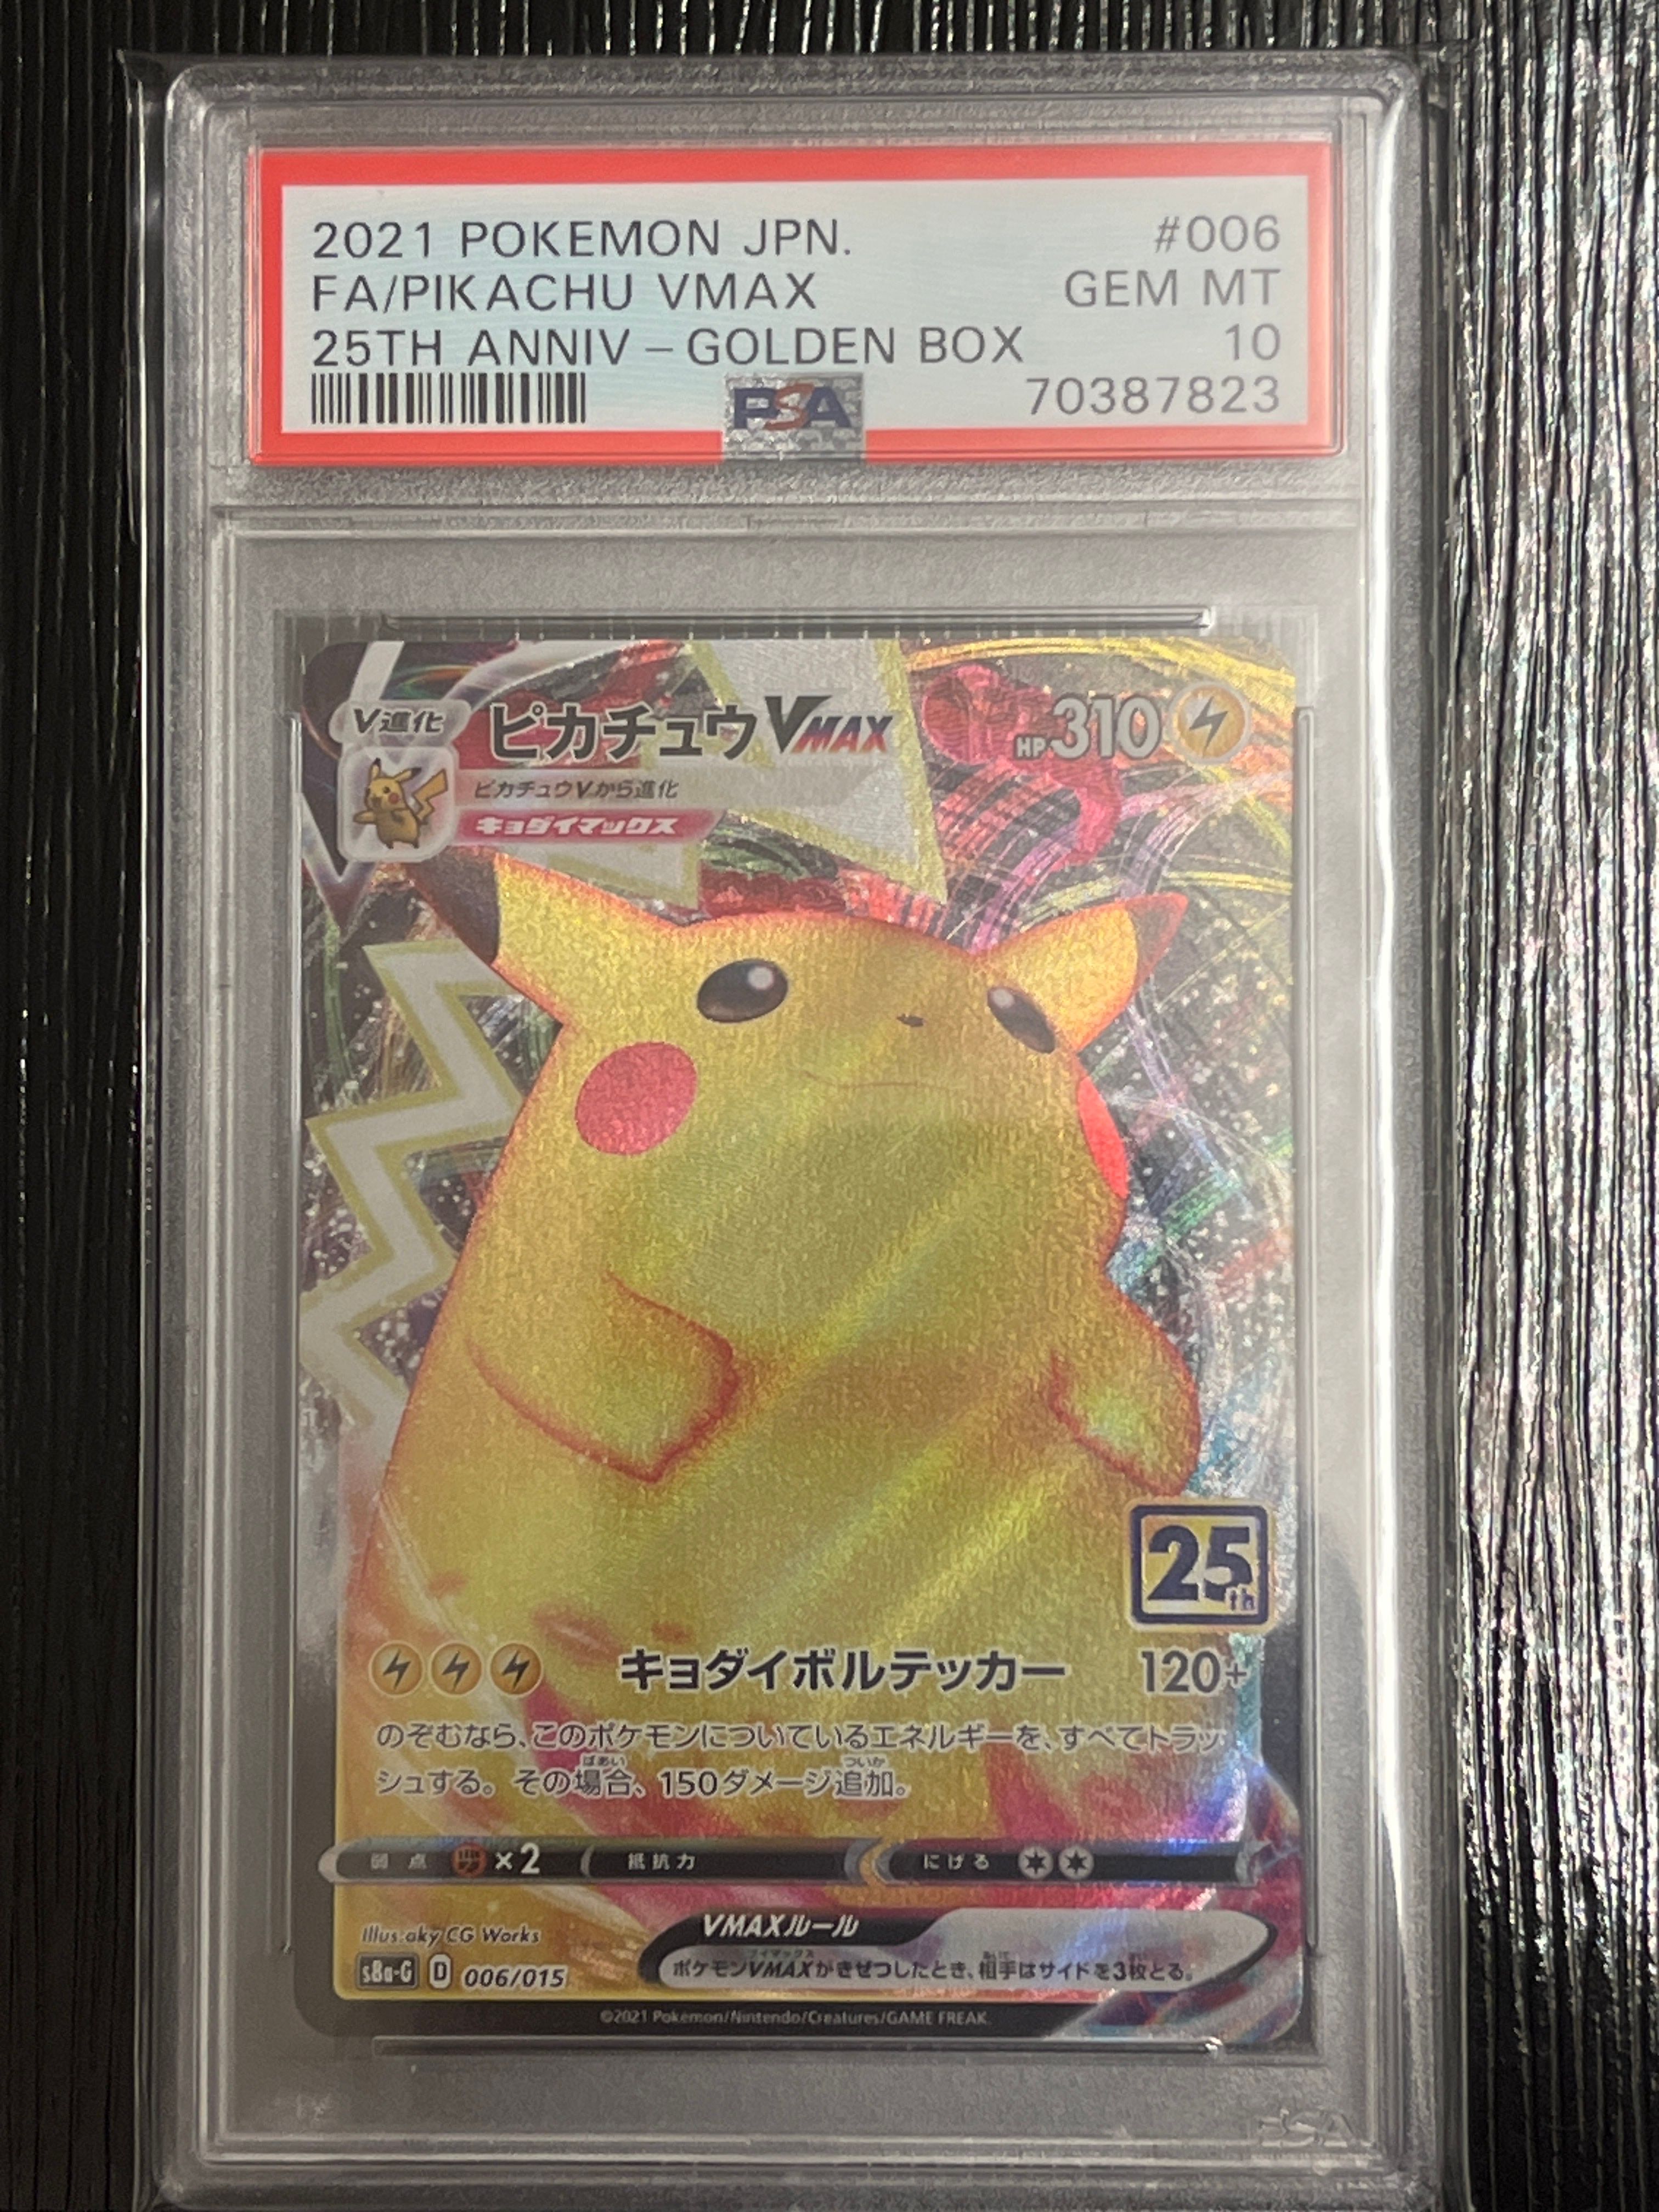 2021 POKEMON JPN. #006
FA/PIKACHU VMAX GEM MT
25TH ANNIV – GOLDEN BOX 10
PSA 70387823
V進化 ピカチュウVMAX HP310
ピカチュウVから進化
キョダイマックス
25th
キョダイボルテッカー 120+
のぞむなら、このポケモンについているエネルギーを、すべてトラッ
シュする。その場合、150ダメージ追加。
ばあい ついか
弱点 ×2 抵抗力 にげる
Illus.aky CG Works
VMAXルール
s8a-G D 006/015
ポケモンVMAXがきぜつしたとき、相手はサイドを3枚とる。
©2021 Pokémon/Nintendo/Creatures/GAME FREAK.
PSA